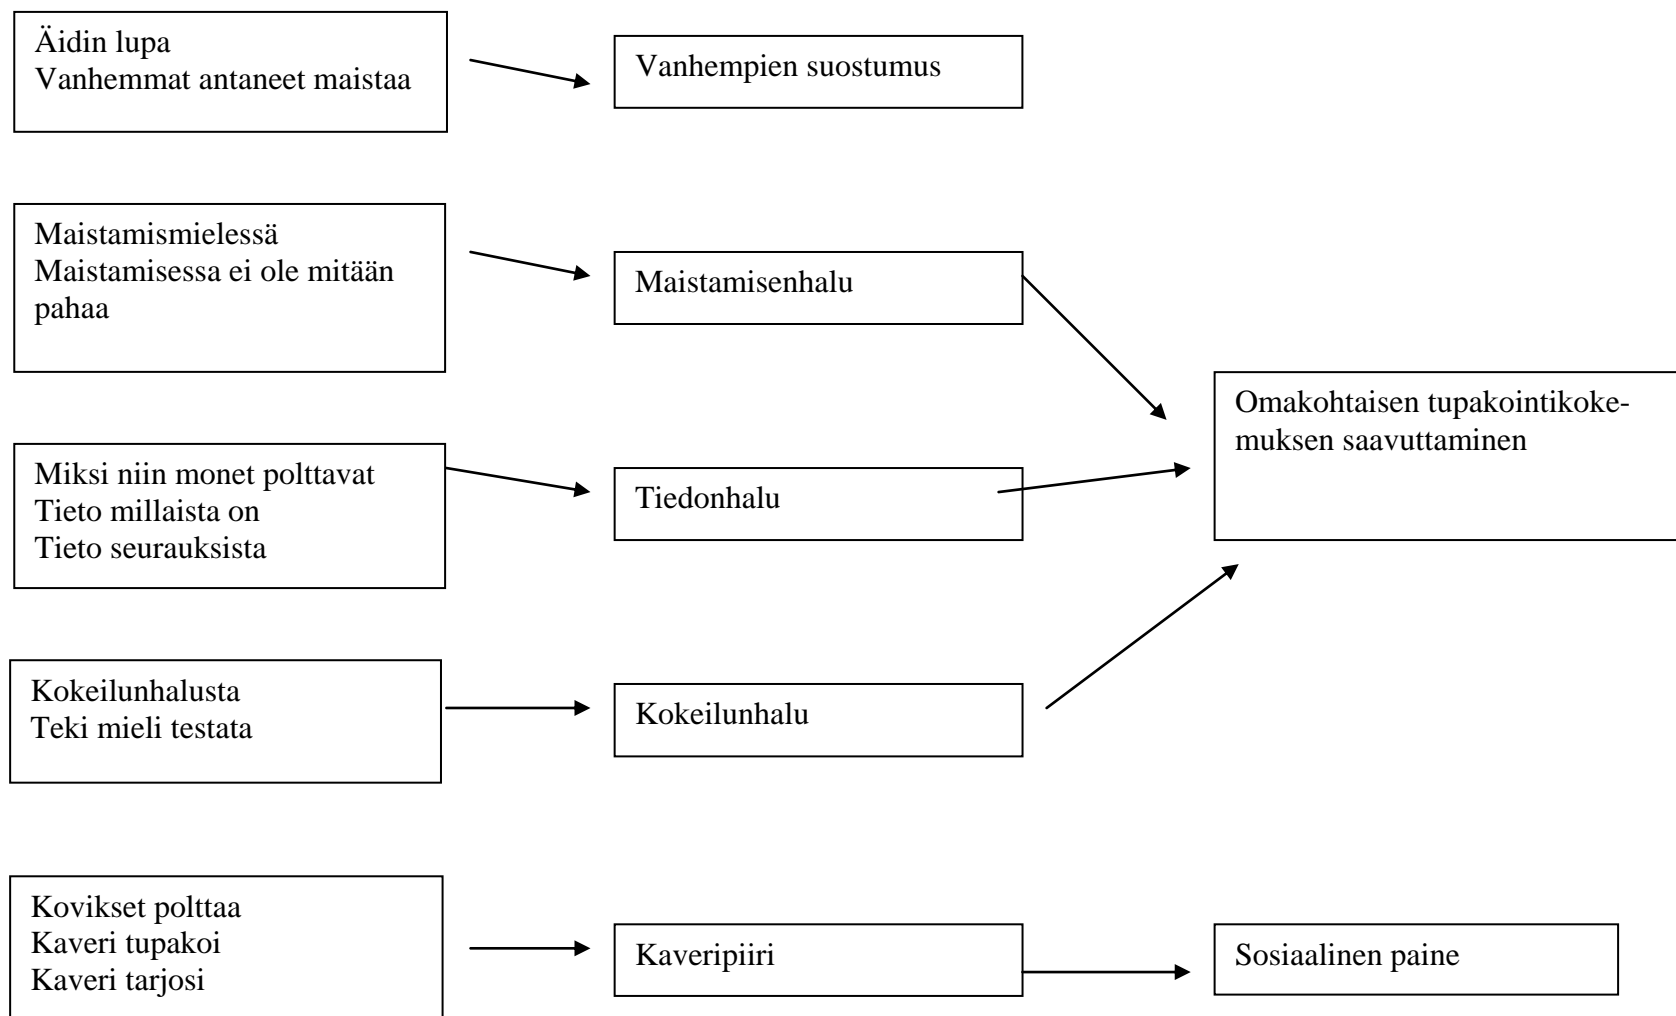 Äidin lupa
Vanhemmat antaneet maistaa
Vanhempien suostumus
Maistamismielessä
Maistamisessa ei ole mitään
pahaa
Maistamisenhalu
Omakohtaisen tupakointikoke-
muksen saavuttaminen
Miksi niin monet polttavat
Tieto millaista on
Tieto seurauksista
Tiedonhalu
Kokeilunhalusta
Teki mieli testata
Kokeilunhalu
Kovikset polttaa
Kaveri tupakoi
Kaveri tarjosi
Kaveripiiri
Sosiaalinen paine